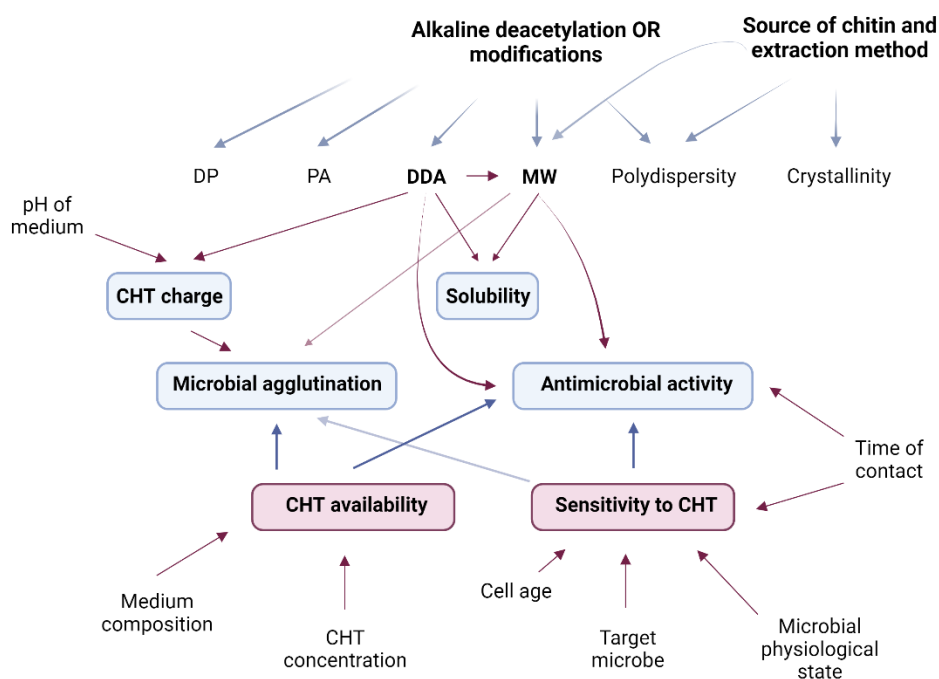 Alkaline deacetylation OR
modifications
Source of chitin and
extraction method
DP
PA
DDA
MW
Polydispersity
Crystallinity
pH of
medium
CHT charge
Solubility
Microbial agglutination
Antimicrobial activity
Time of
contact
CHT availability
Sensitivity to CHT
Medium
composition
CHT
concentration
Cell age
Target
microbe
Microbial
physiological
state